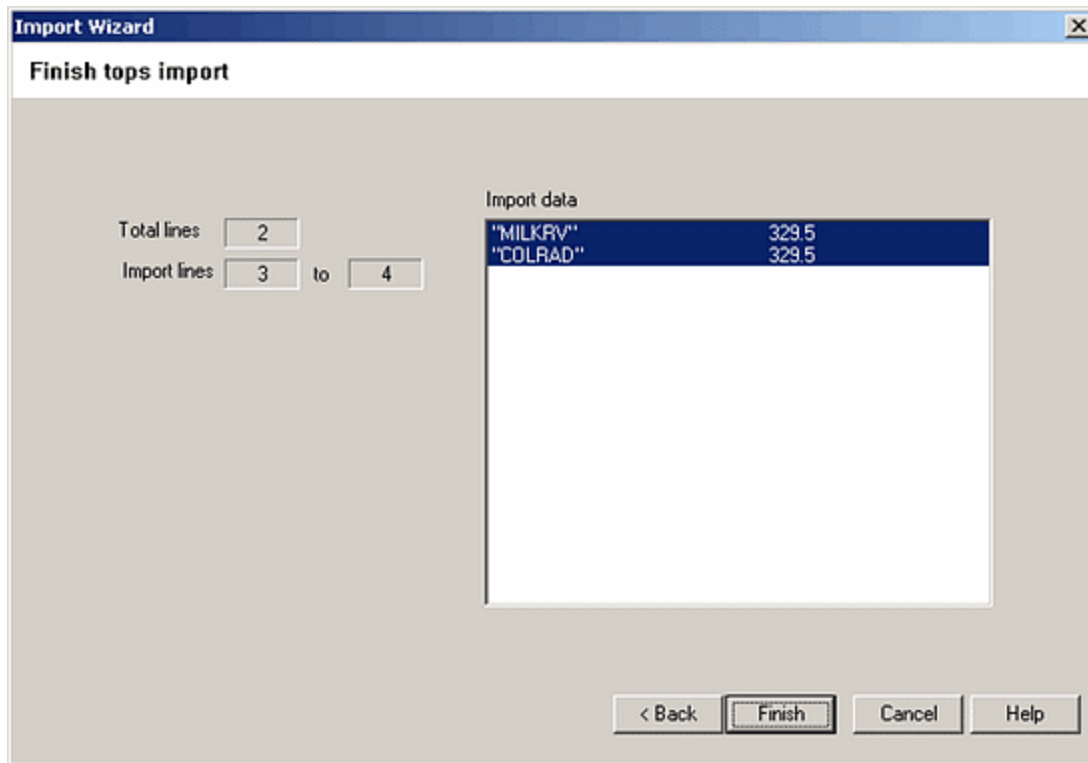 Import Wizard
Finish tops import
Import data
Total lines 2
Import lines 3 to 4
"MILKRV" 329.5
"COLRAD" 329.5
< Back Finish Cancel Help